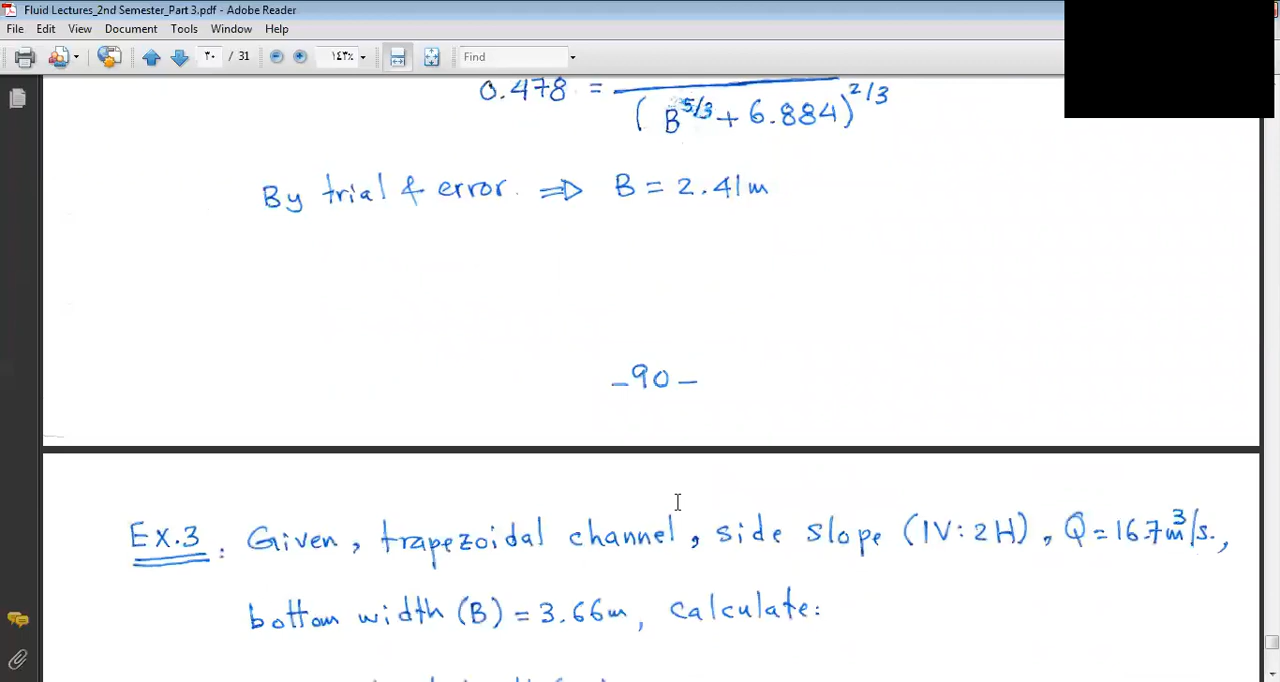 Fluid Lectures_2nd Semester_Part 3.pdf - Adobe Reader
File Edit View Document Tools Window Help
٣٠ / 31 ١٤٣% Find
0.478 =
( B^5/3 + 6.884 )^2/3
By trial & error. ⇒ B = 2.41m
-90-
Ex.3. Given, trapezoidal channel, side slope (1V:2H), Q = 16.7 m³/s.,
bottom width (B) = 3.66m, calculate: